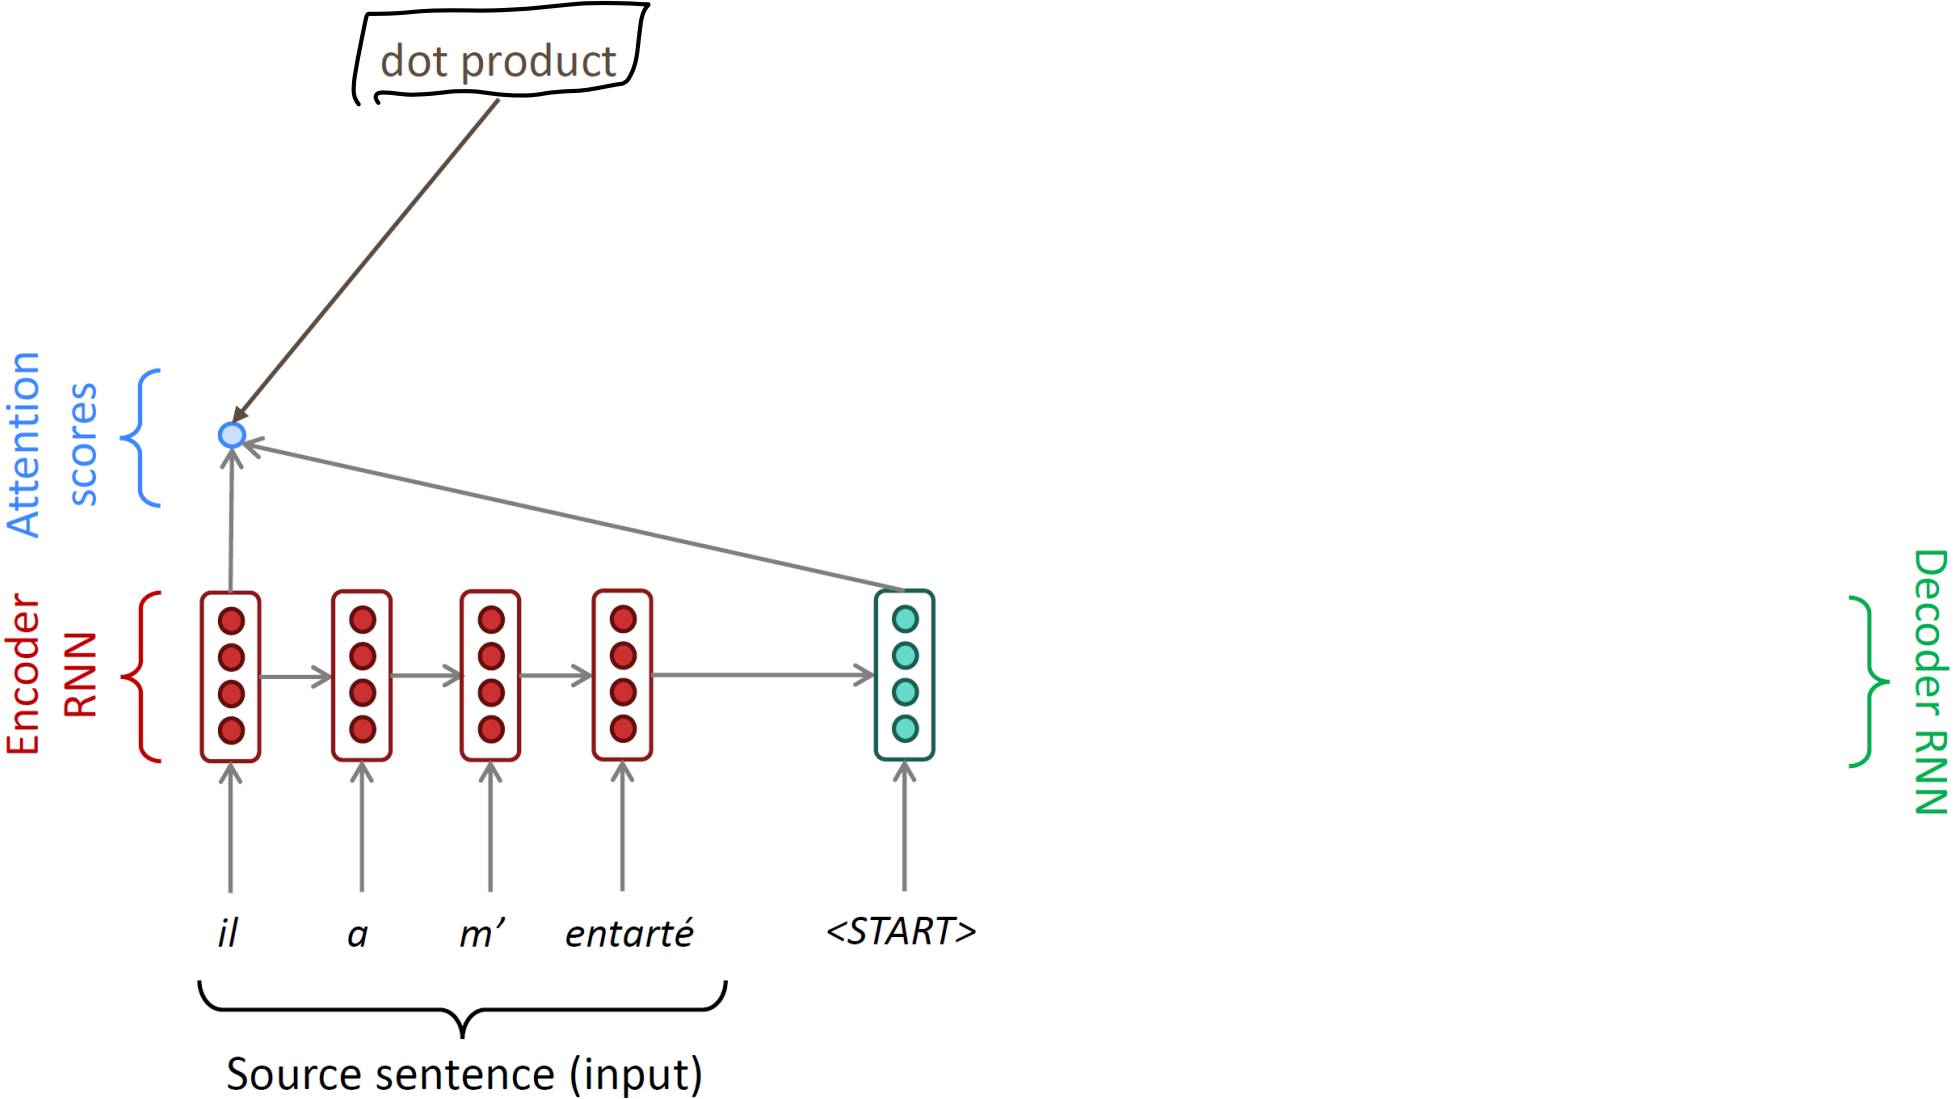 dot product
Attention
scores
Encoder
RNN
Decoder RNN
il a m’ entarté <START>
Source sentence (input)